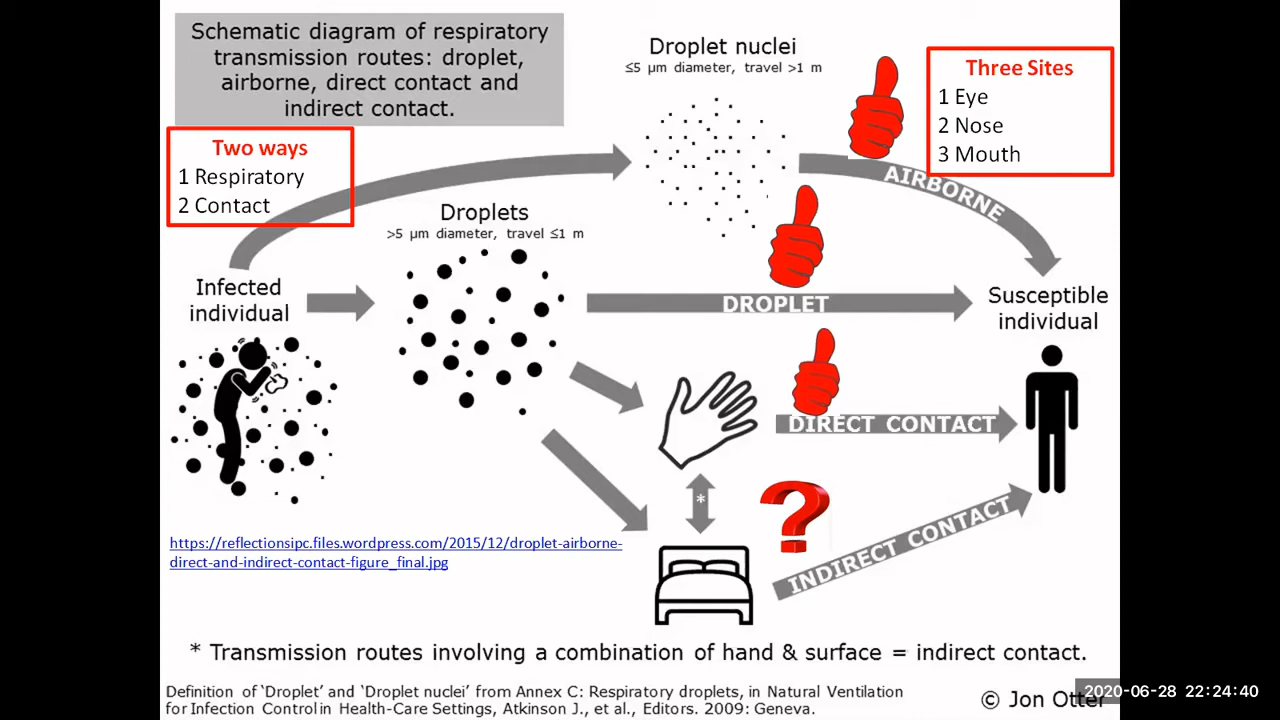 Schematic diagram of respiratory
transmission routes: droplet,
airborne, direct contact and
indirect contact.
Two ways
1 Respiratory
2 Contact
Droplet nuclei
≤5 µm diameter, travel >1 m
Three Sites
1 Eye
2 Nose
3 Mouth
AIRBORNE
Droplets
>5 µm diameter, travel ≤1 m
Infected
individual
DROPLET
Susceptible
individual
DIRECT CONTACT
*
?
INDIRECT CONTACT
https://reflectionsipc.files.wordpress.com/2015/12/droplet-airborne-
direct-and-indirect-contact-figure_final.jpg
* Transmission routes involving a combination of hand & surface = indirect contact.
Definition of ‘Droplet’ and ‘Droplet nuclei’ from Annex C: Respiratory droplets, in Natural Ventilation
for Infection Control in Health-Care Settings, Atkinson J., et al., Editors. 2009: Geneva.
© Jon Otter
2020-06-28 22:24:40